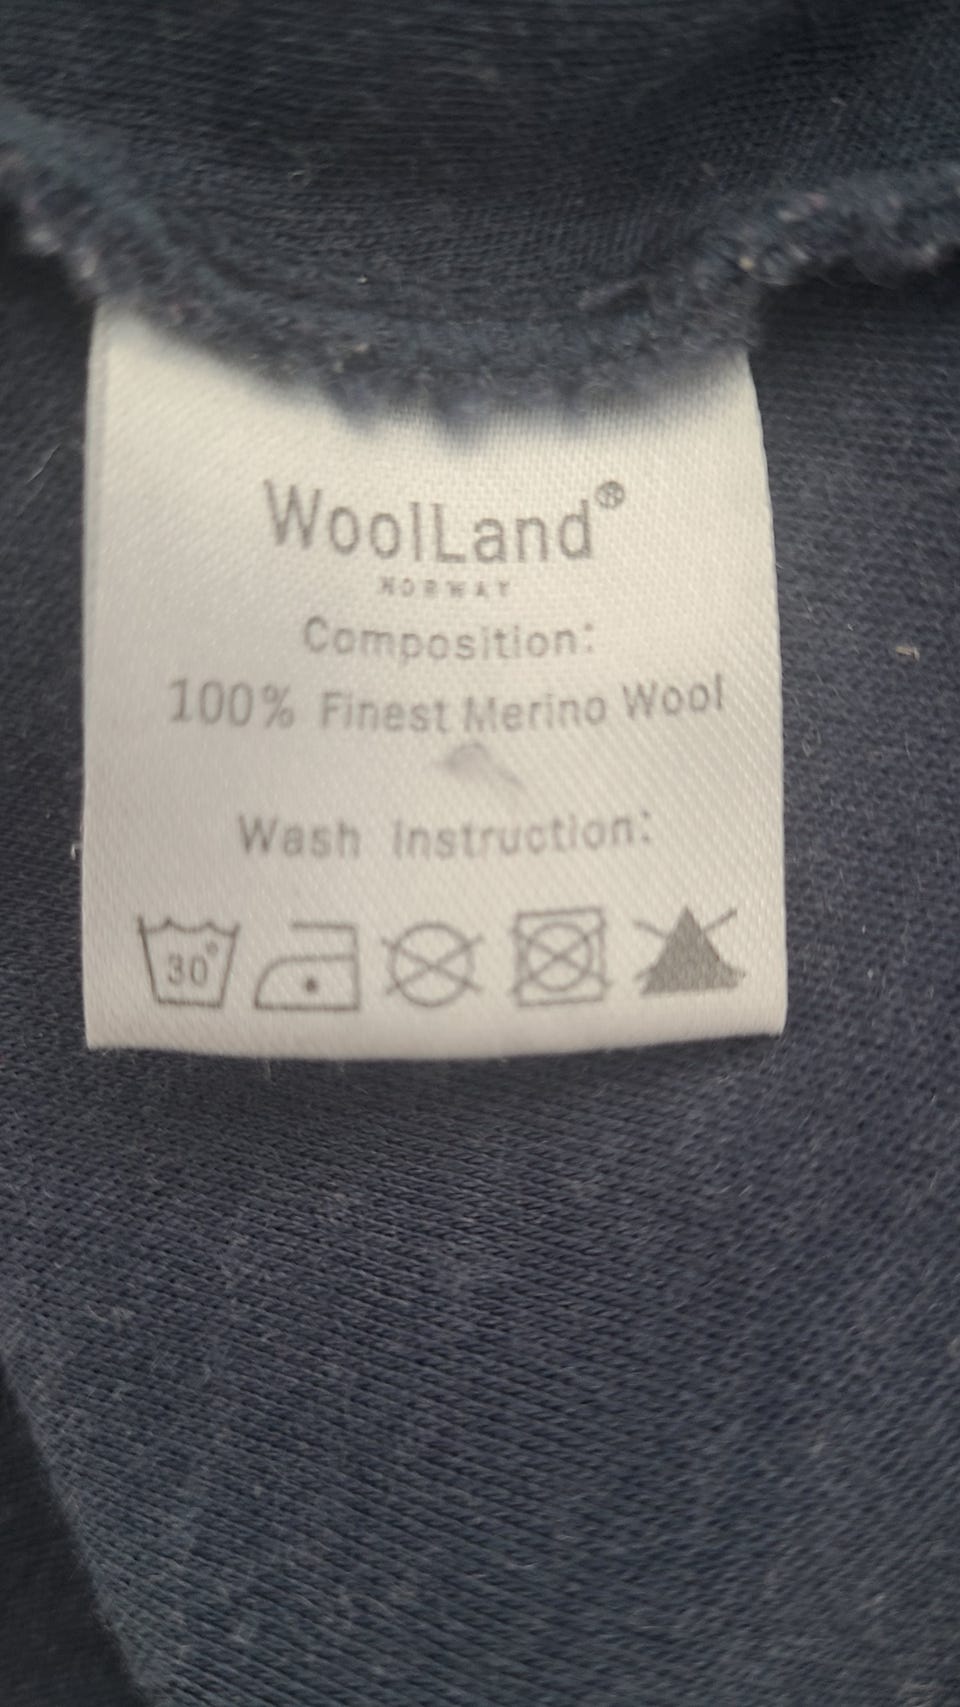 WoolLand®
NORWAY
Composition:
100% Finest Merino Wool
Wash Instruction:
30°